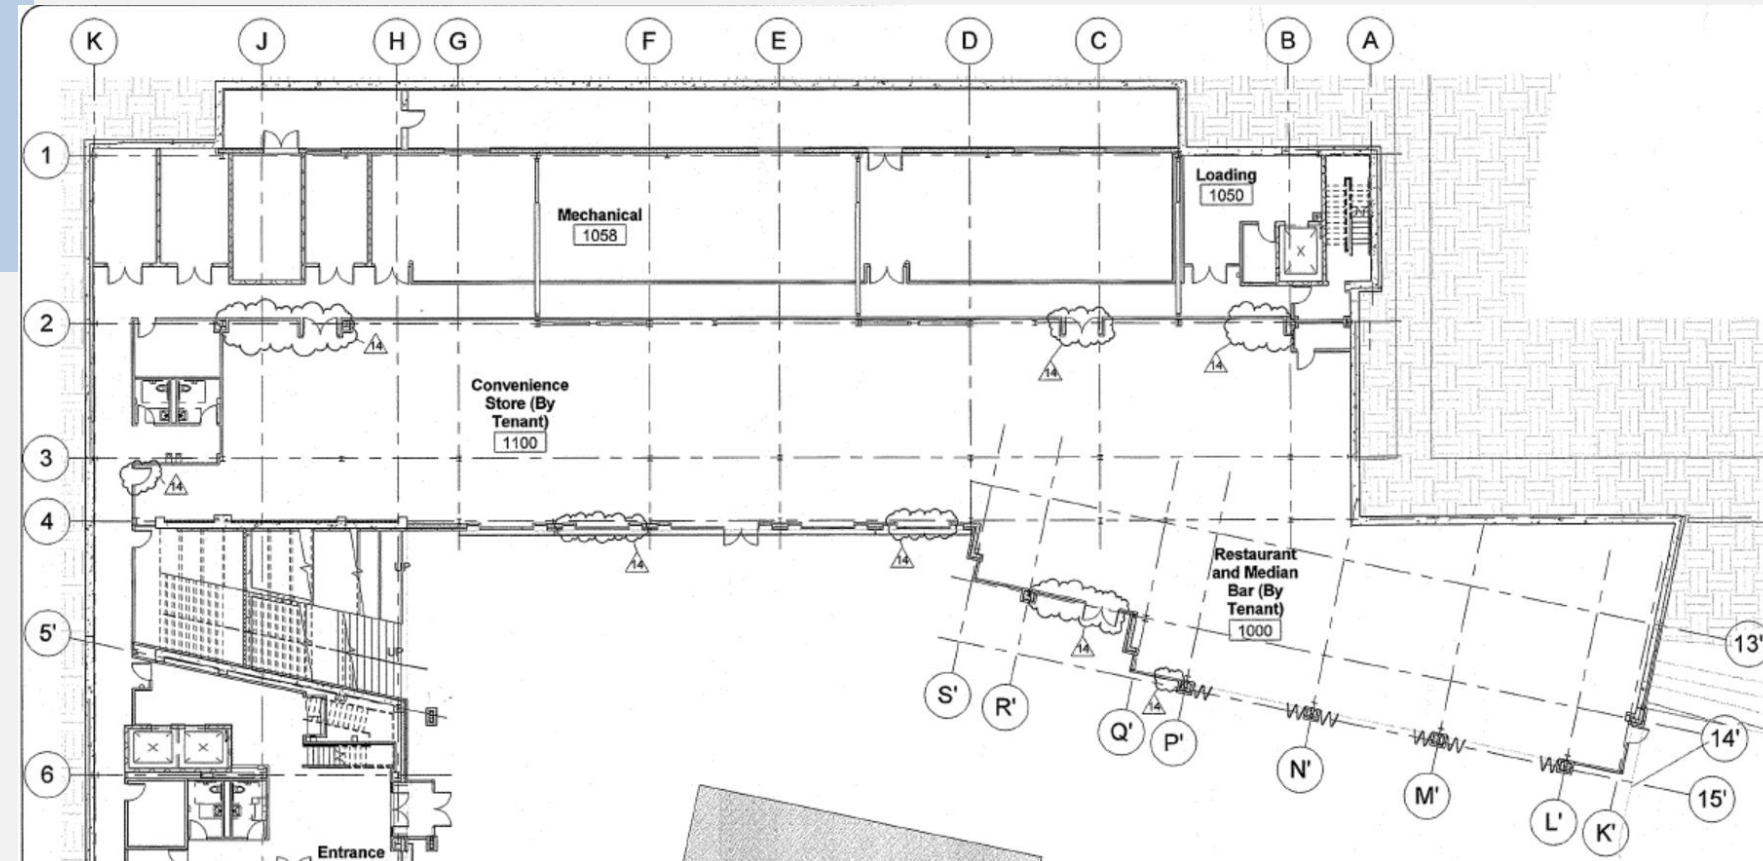 K J H G F E D C B A
1
Loading
1050
Mechanical
1058
2
14
14
14
Convenience
Store (By
Tenant)
1100
3
14
4
14
14
Restaurant
and Median
Bar (By
Tenant)
1000
UP
5'
UP
13'
14
S'
R'
Q'
14
P'
14'
6
N'
M'
15'
L'
K'
Entrance